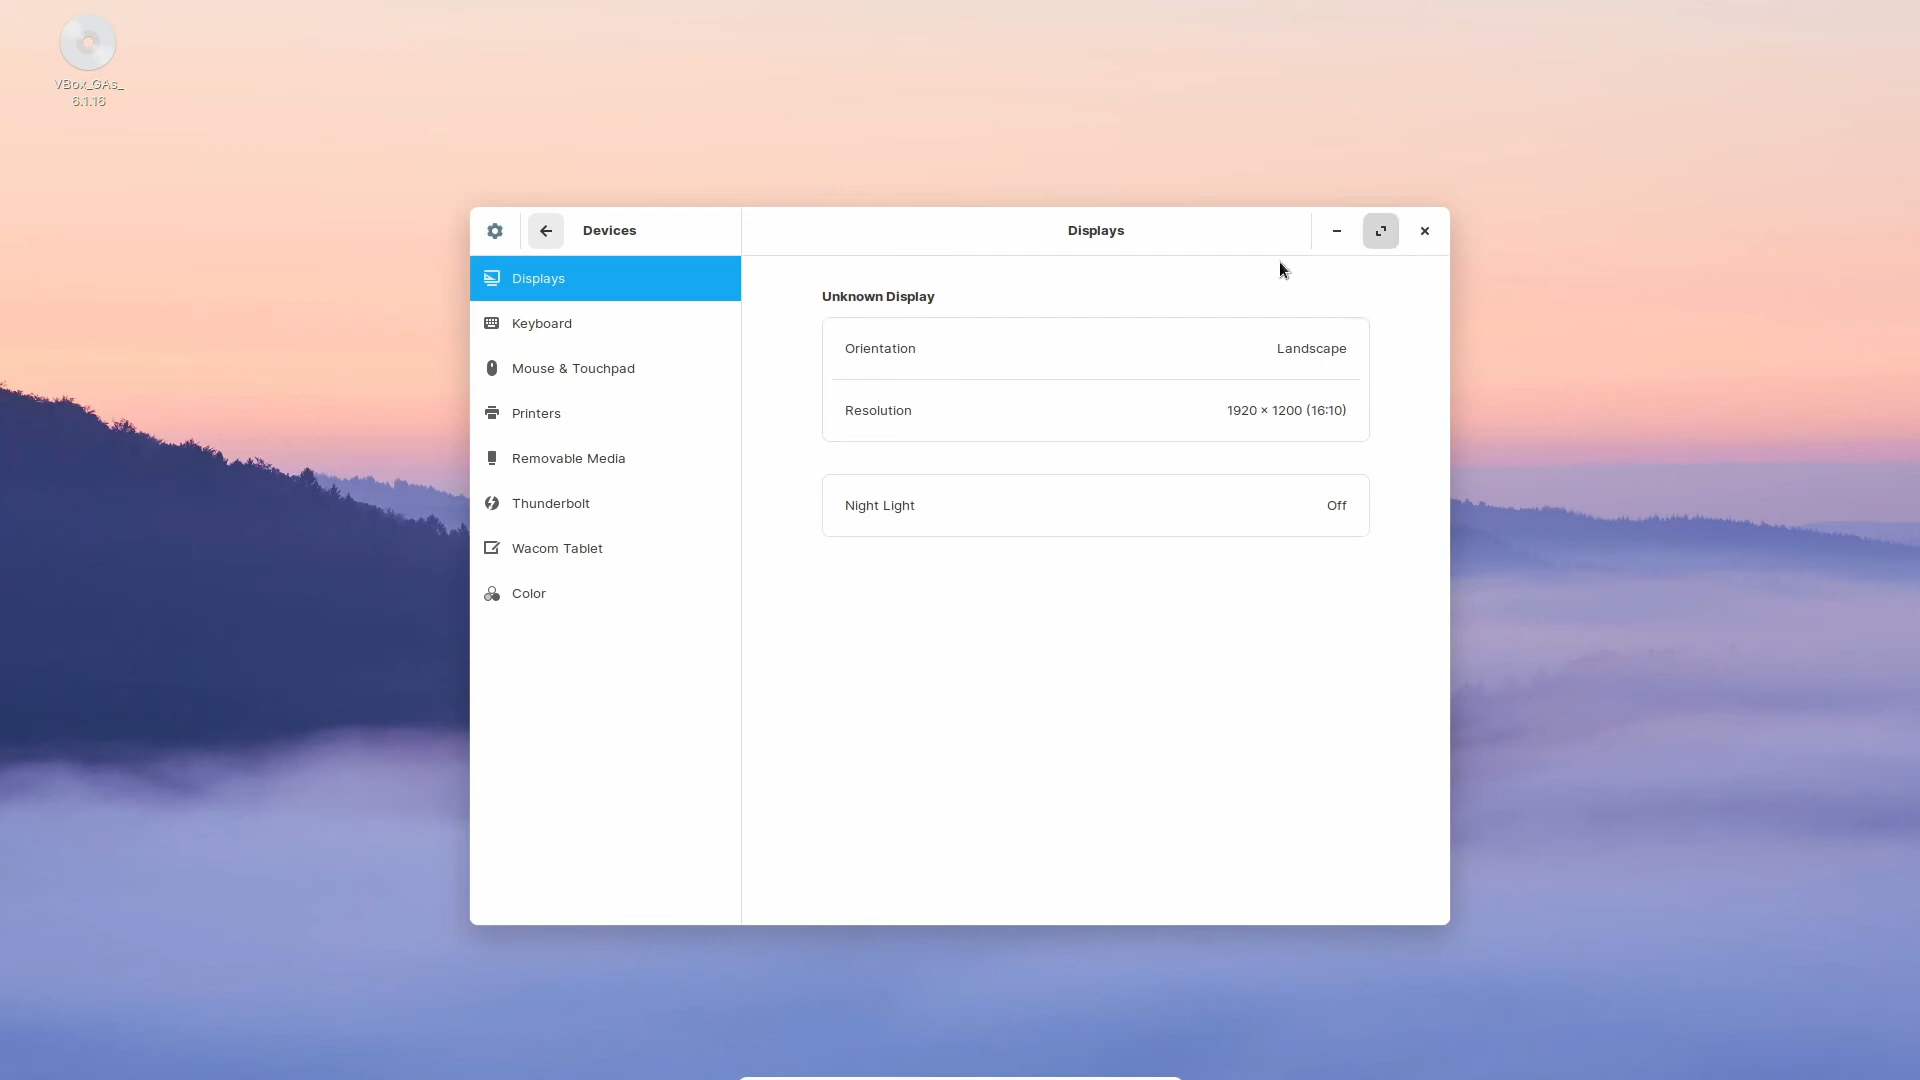 VBox_GAs_
6.1.16
Devices
Displays
Displays
Keyboard
Mouse & Touchpad
Printers
Removable Media
Thunderbolt
Wacom Tablet
Color
Unknown Display
Orientation
Landscape
Resolution
1920 × 1200 (16:10)
Night Light
Off